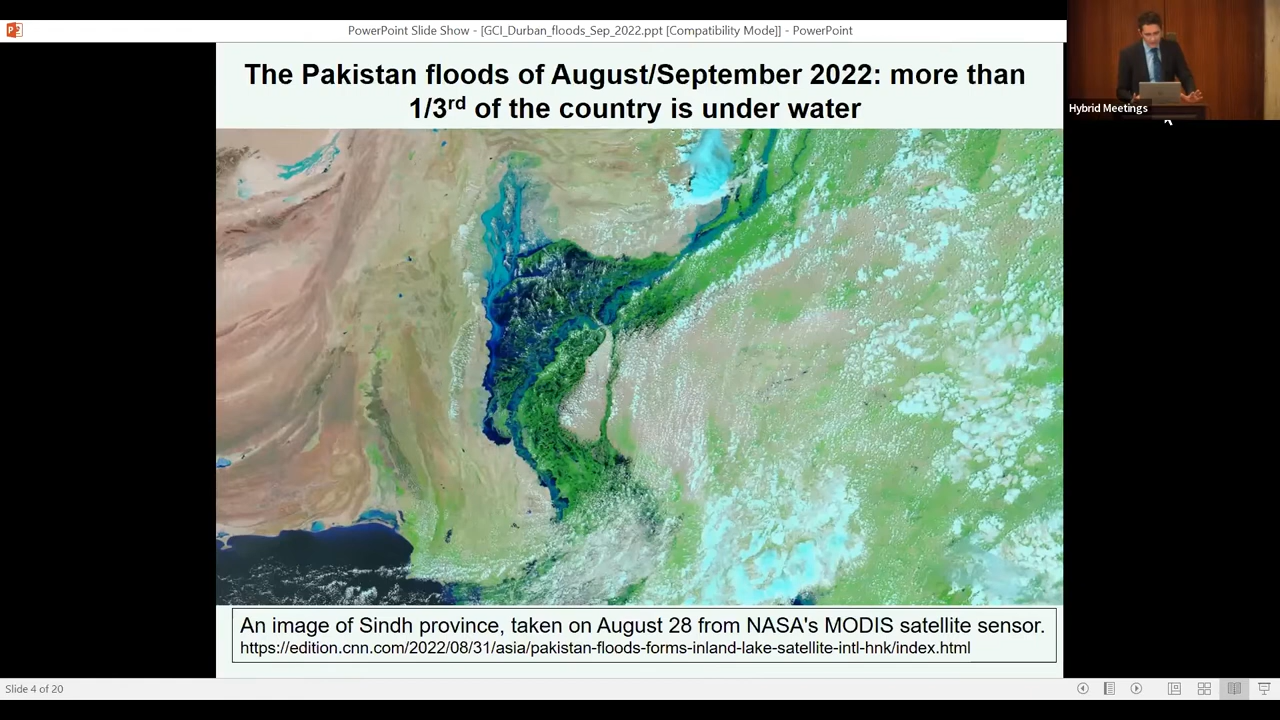 PowerPoint Slide Show - [GCI_Durban_floods_Sep_2022.ppt [Compatibility Mode]] - PowerPoint
Hybrid Meetings
The Pakistan floods of August/September 2022: more than
1/3rd of the country is under water
An image of Sindh province, taken on August 28 from NASA's MODIS satellite sensor.
https://edition.cnn.com/2022/08/31/asia/pakistan-floods-forms-inland-lake-satellite-intl-hnk/index.html
Slide 4 of 20